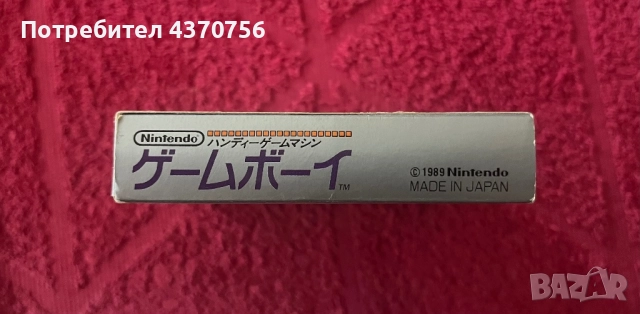 Потребител 4370756
Nintendo
ハンディーゲームマシン
ゲームボーイ TM
© 1989 Nintendo
MADE IN JAPAN
BAZAR